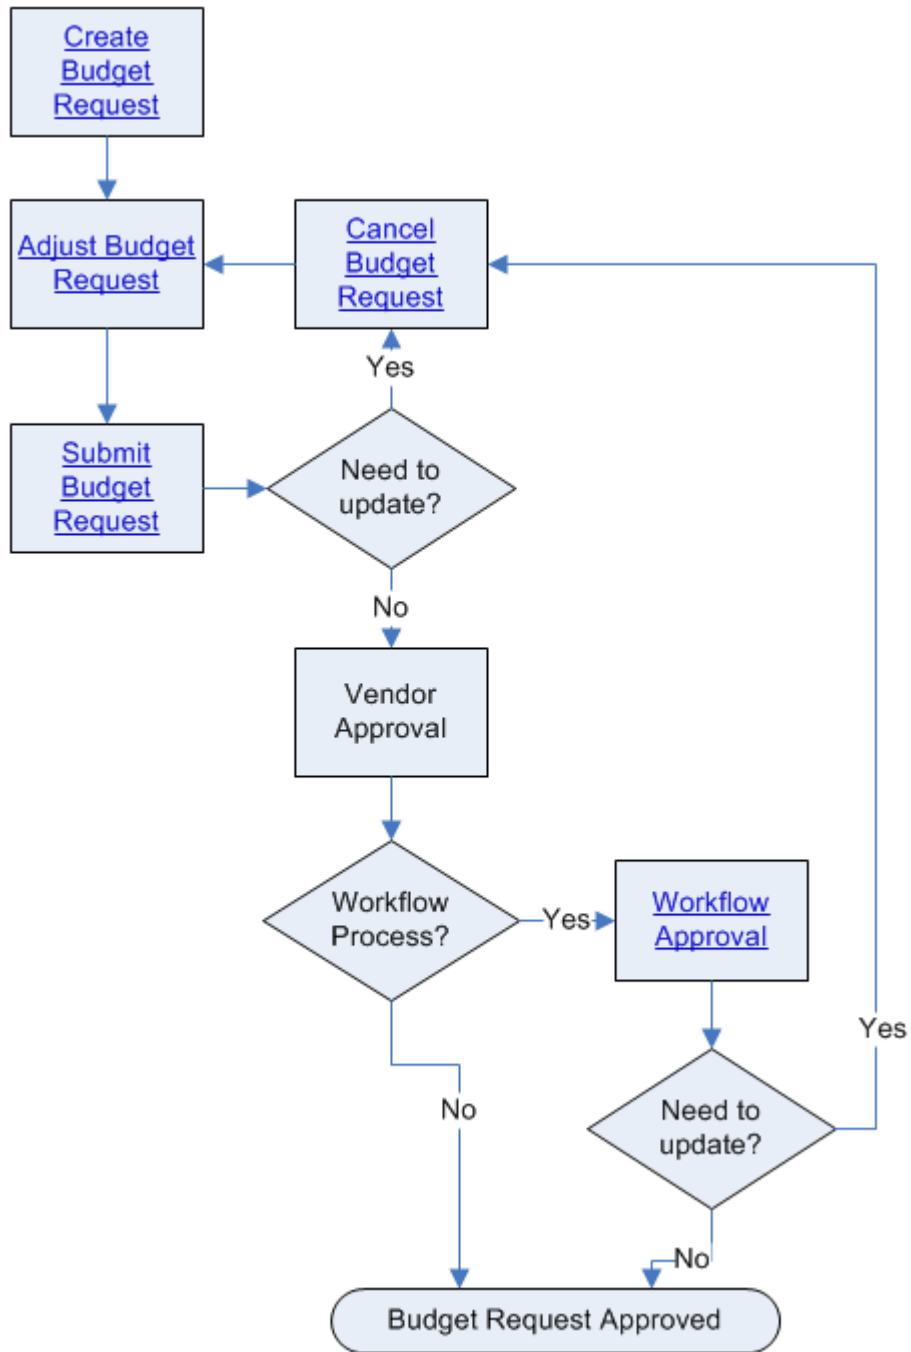 Create
Budget
Request
Adjust Budget
Request
Cancel
Budget
Request
Yes
Submit
Budget
Request
Need to
update?
No
Vendor
Approval
Workflow
Process?
Yes
Workflow
Approval
Yes
No
Need to
update?
No
Budget Request Approved